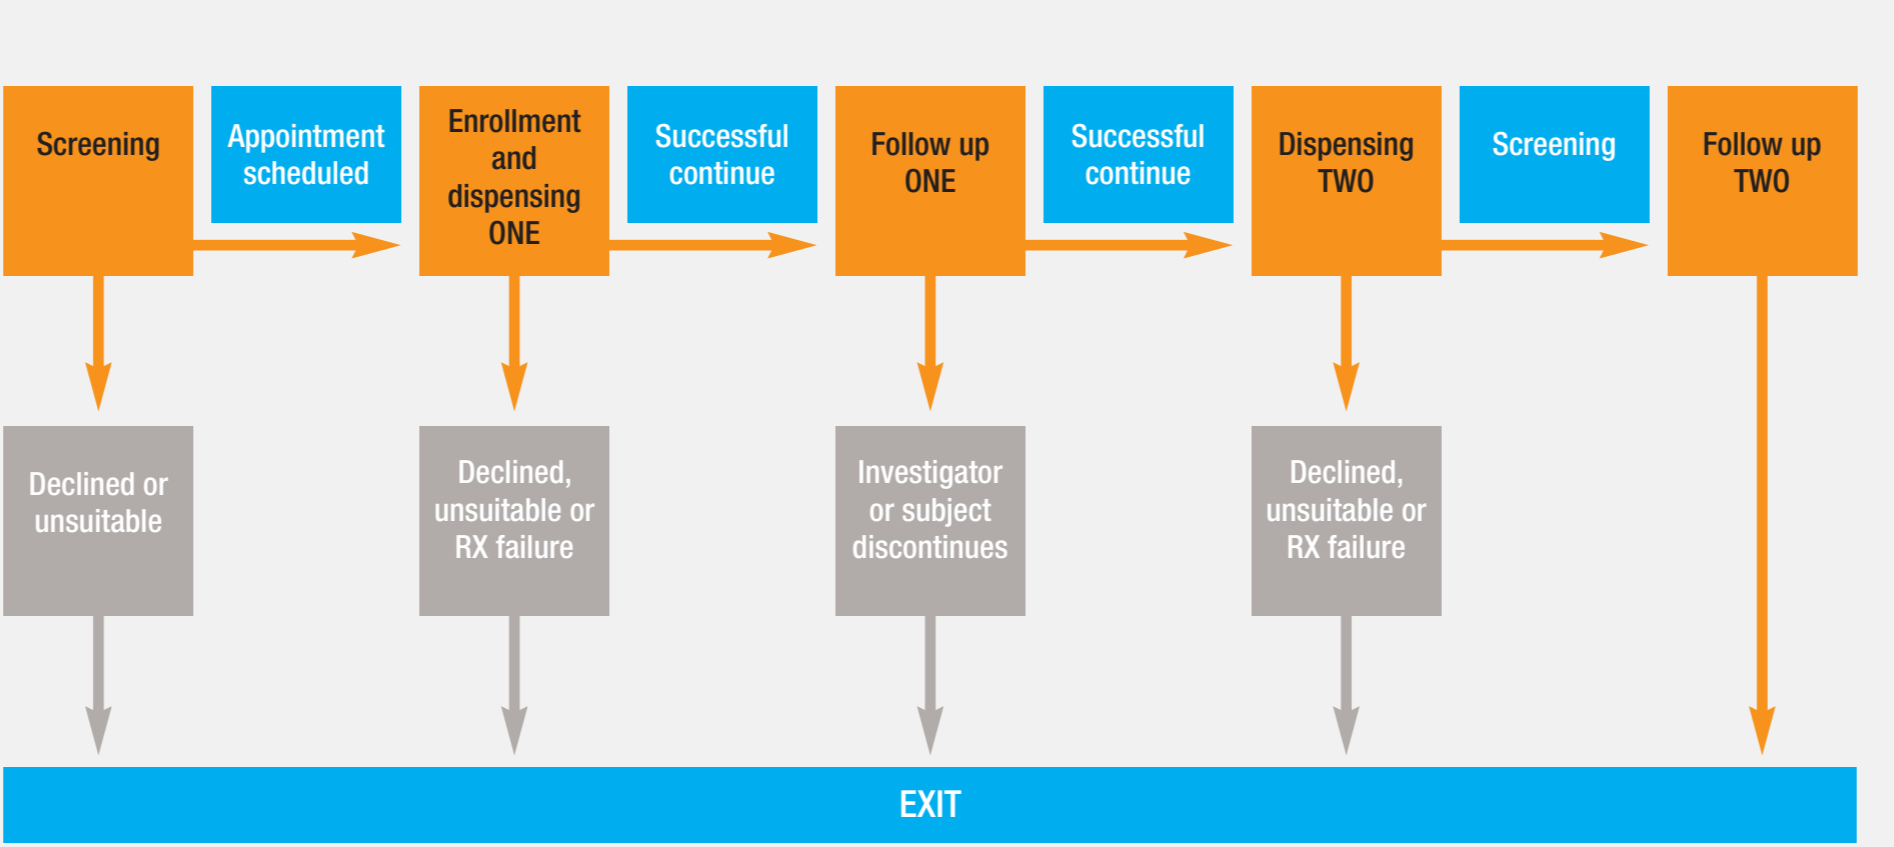 Screening
Appointment
scheduled
Enrollment
and
dispensing
ONE
Successful
continue
Follow up
ONE
Successful
continue
Dispensing
TWO
Screening
Follow up
TWO
Declined or
unsuitable
Declined,
unsuitable or
RX failure
Investigator
or subject
discontinues
Declined,
unsuitable or
RX failure
EXIT